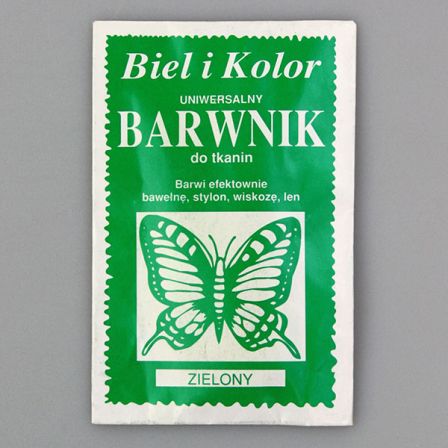 Biel i Kolor
UNIWERSALNY
BARWNIK
do tkanin
Barwi efektownie
bawełnę, stylon, wiskozę, len
ZIELONY